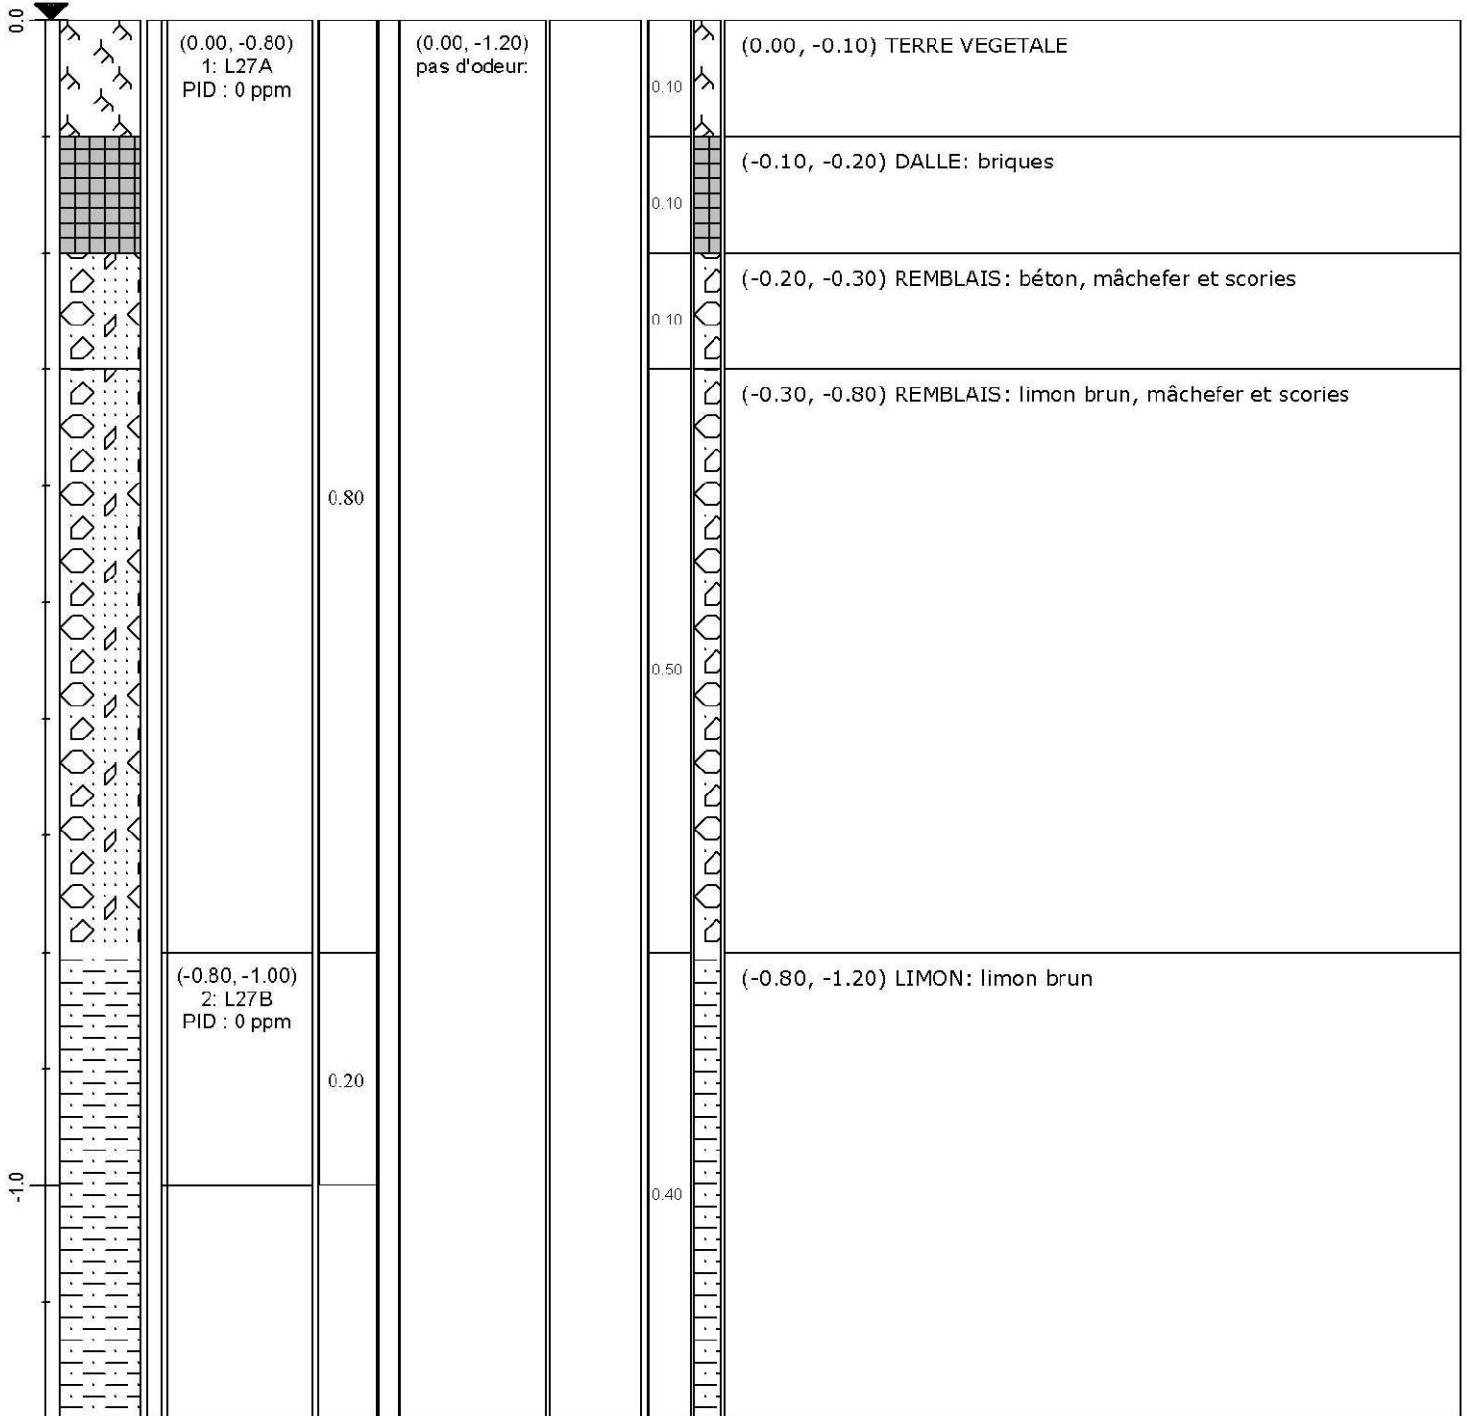 0.0
(0.00, -0.80)
1: L27A
PID : 0 ppm
(0.00, -1.20)
pas d'odeur:
0.10
(0.00, -0.10) TERRE VEGETALE
0.10
(-0.10, -0.20) DALLE: briques
0.10
(-0.20, -0.30) REMBLAIS: béton, mâchefer et scories
(-0.30, -0.80) REMBLAIS: limon brun, mâchefer et scories
0.80
0.50
(-0.80, -1.00)
2: L27B
PID : 0 ppm
(-0.80, -1.20) LIMON: limon brun
0.20
-1.0
0.40